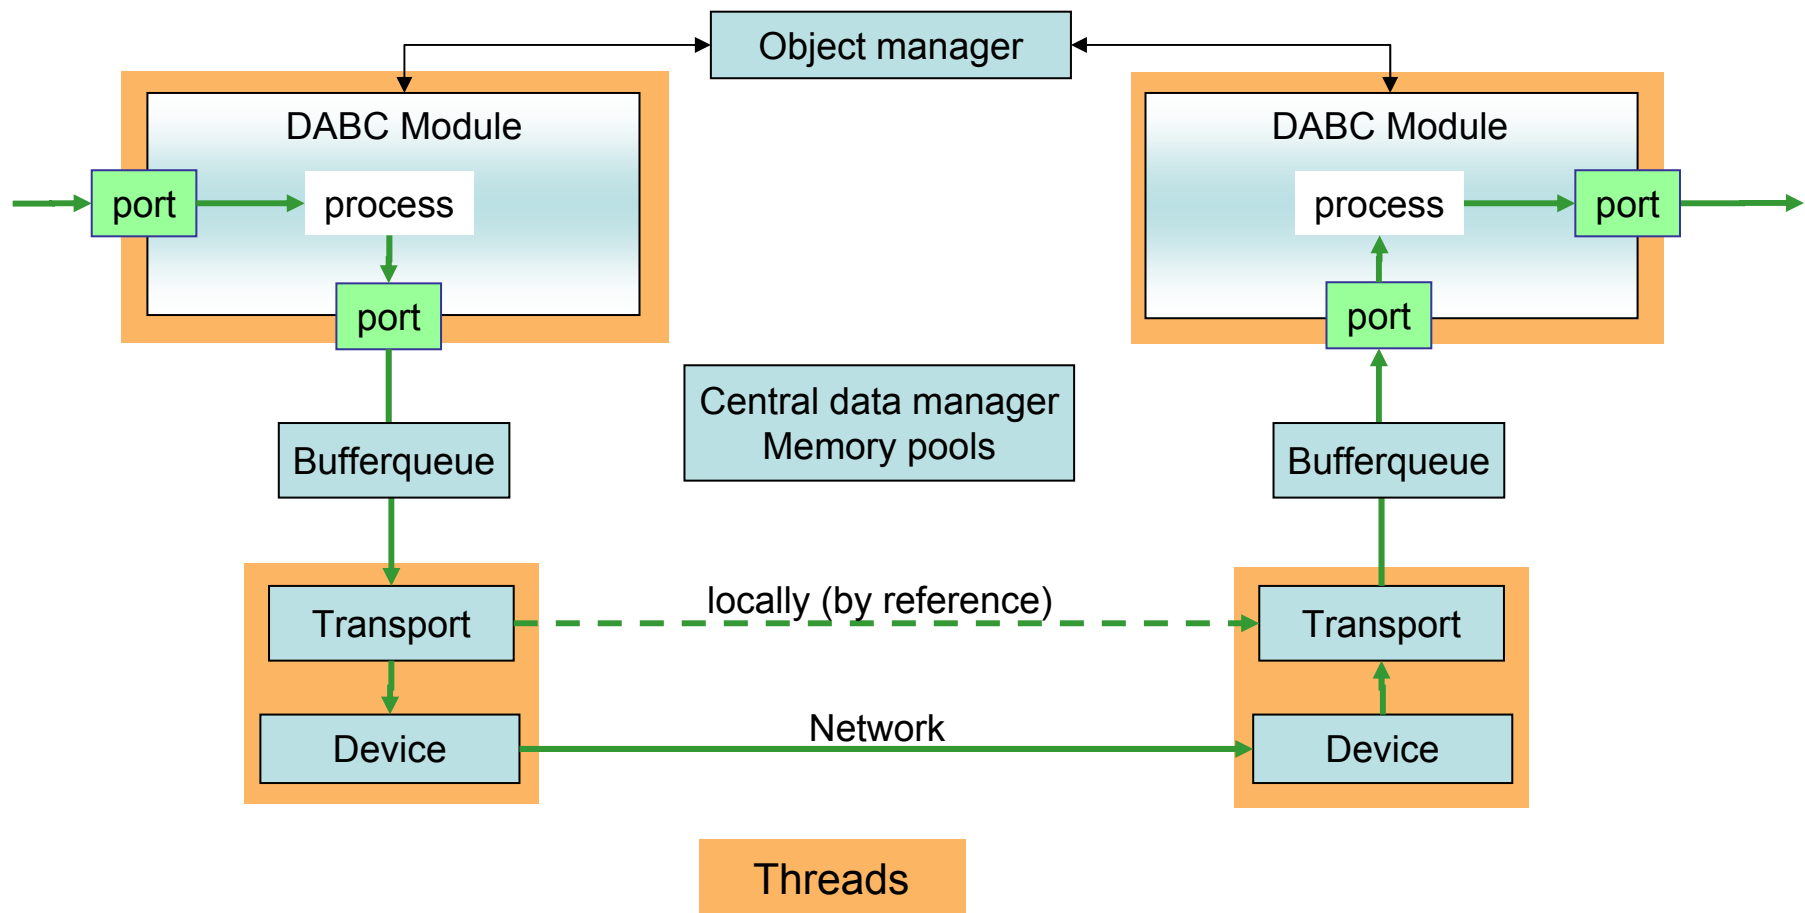 Object manager
DABC Module
DABC Module
port
process
process
port
port
port
Central data manager
Memory pools
Bufferqueue
Bufferqueue
locally (by reference)
Transport
Transport
Network
Device
Device
Threads